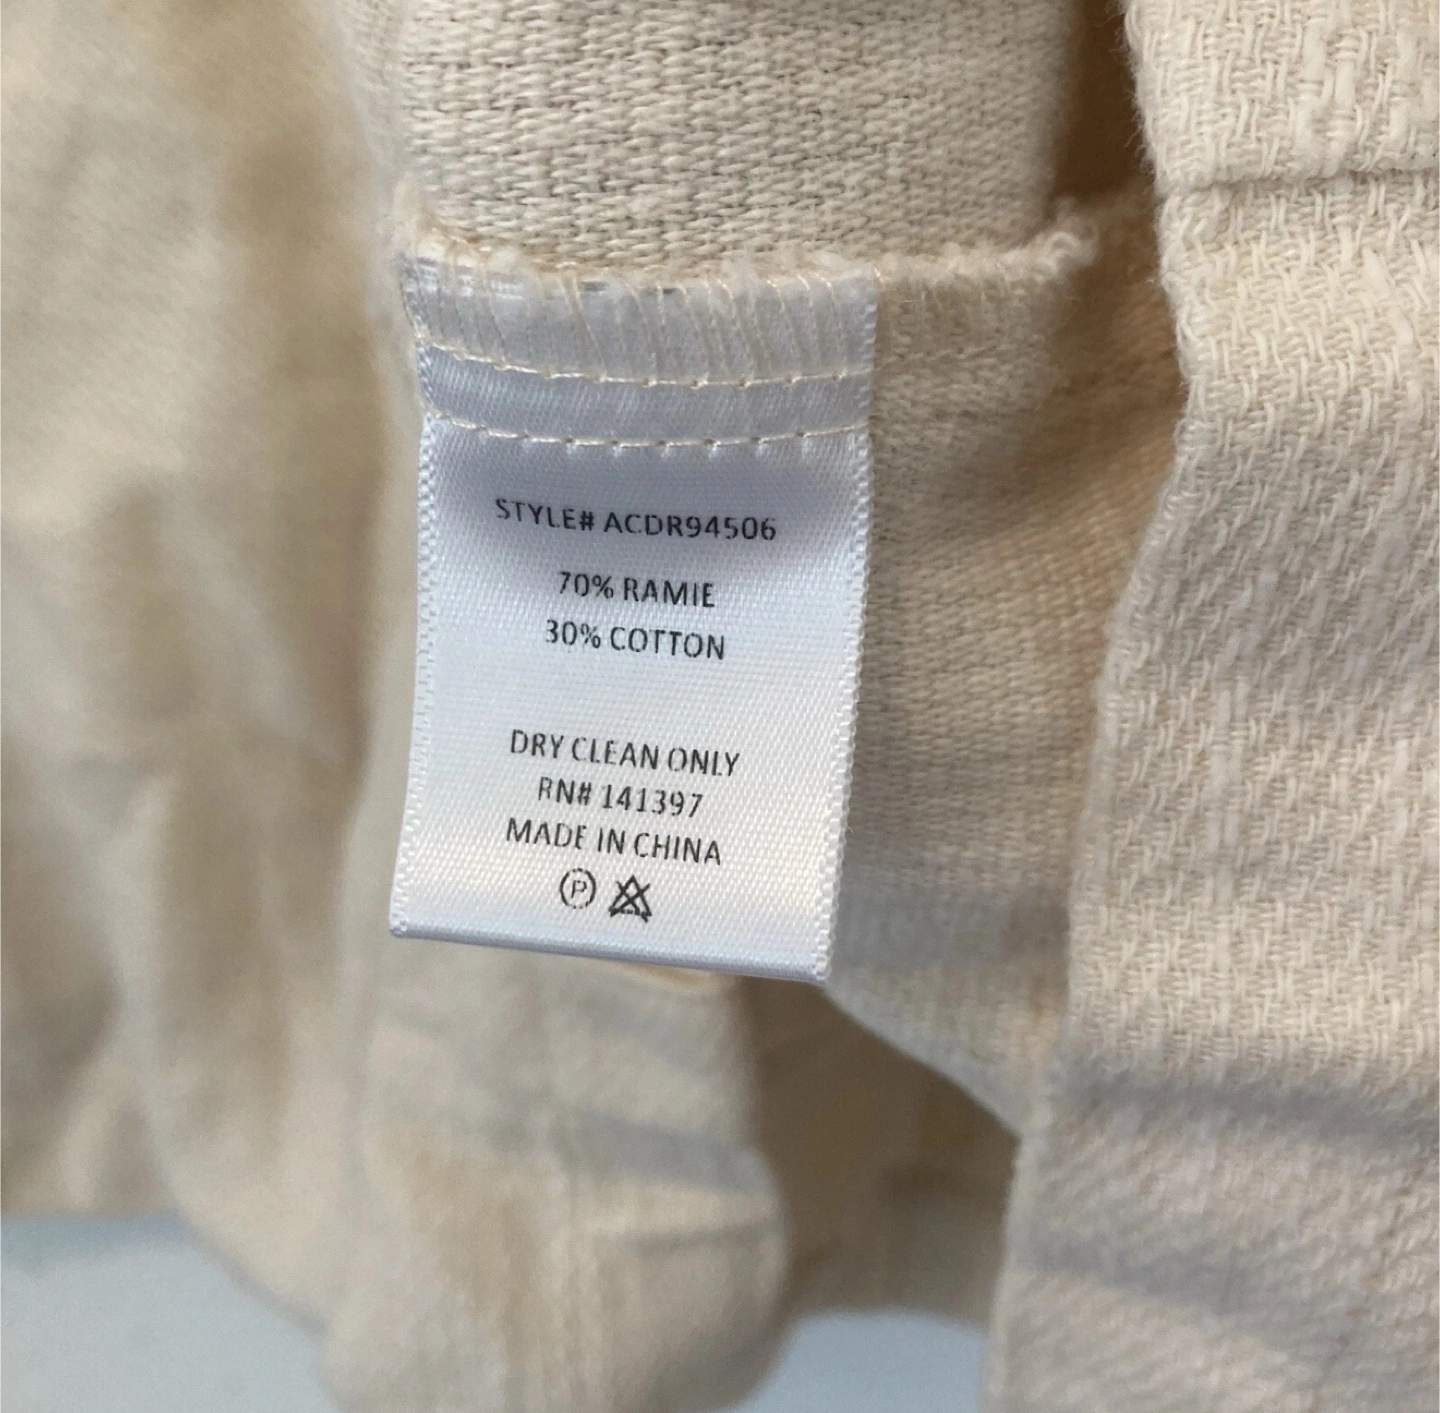 STYLE# ACDR94506
70% RAMIE
30% COTTON
DRY CLEAN ONLY
RN# 141397
MADE IN CHINA
P